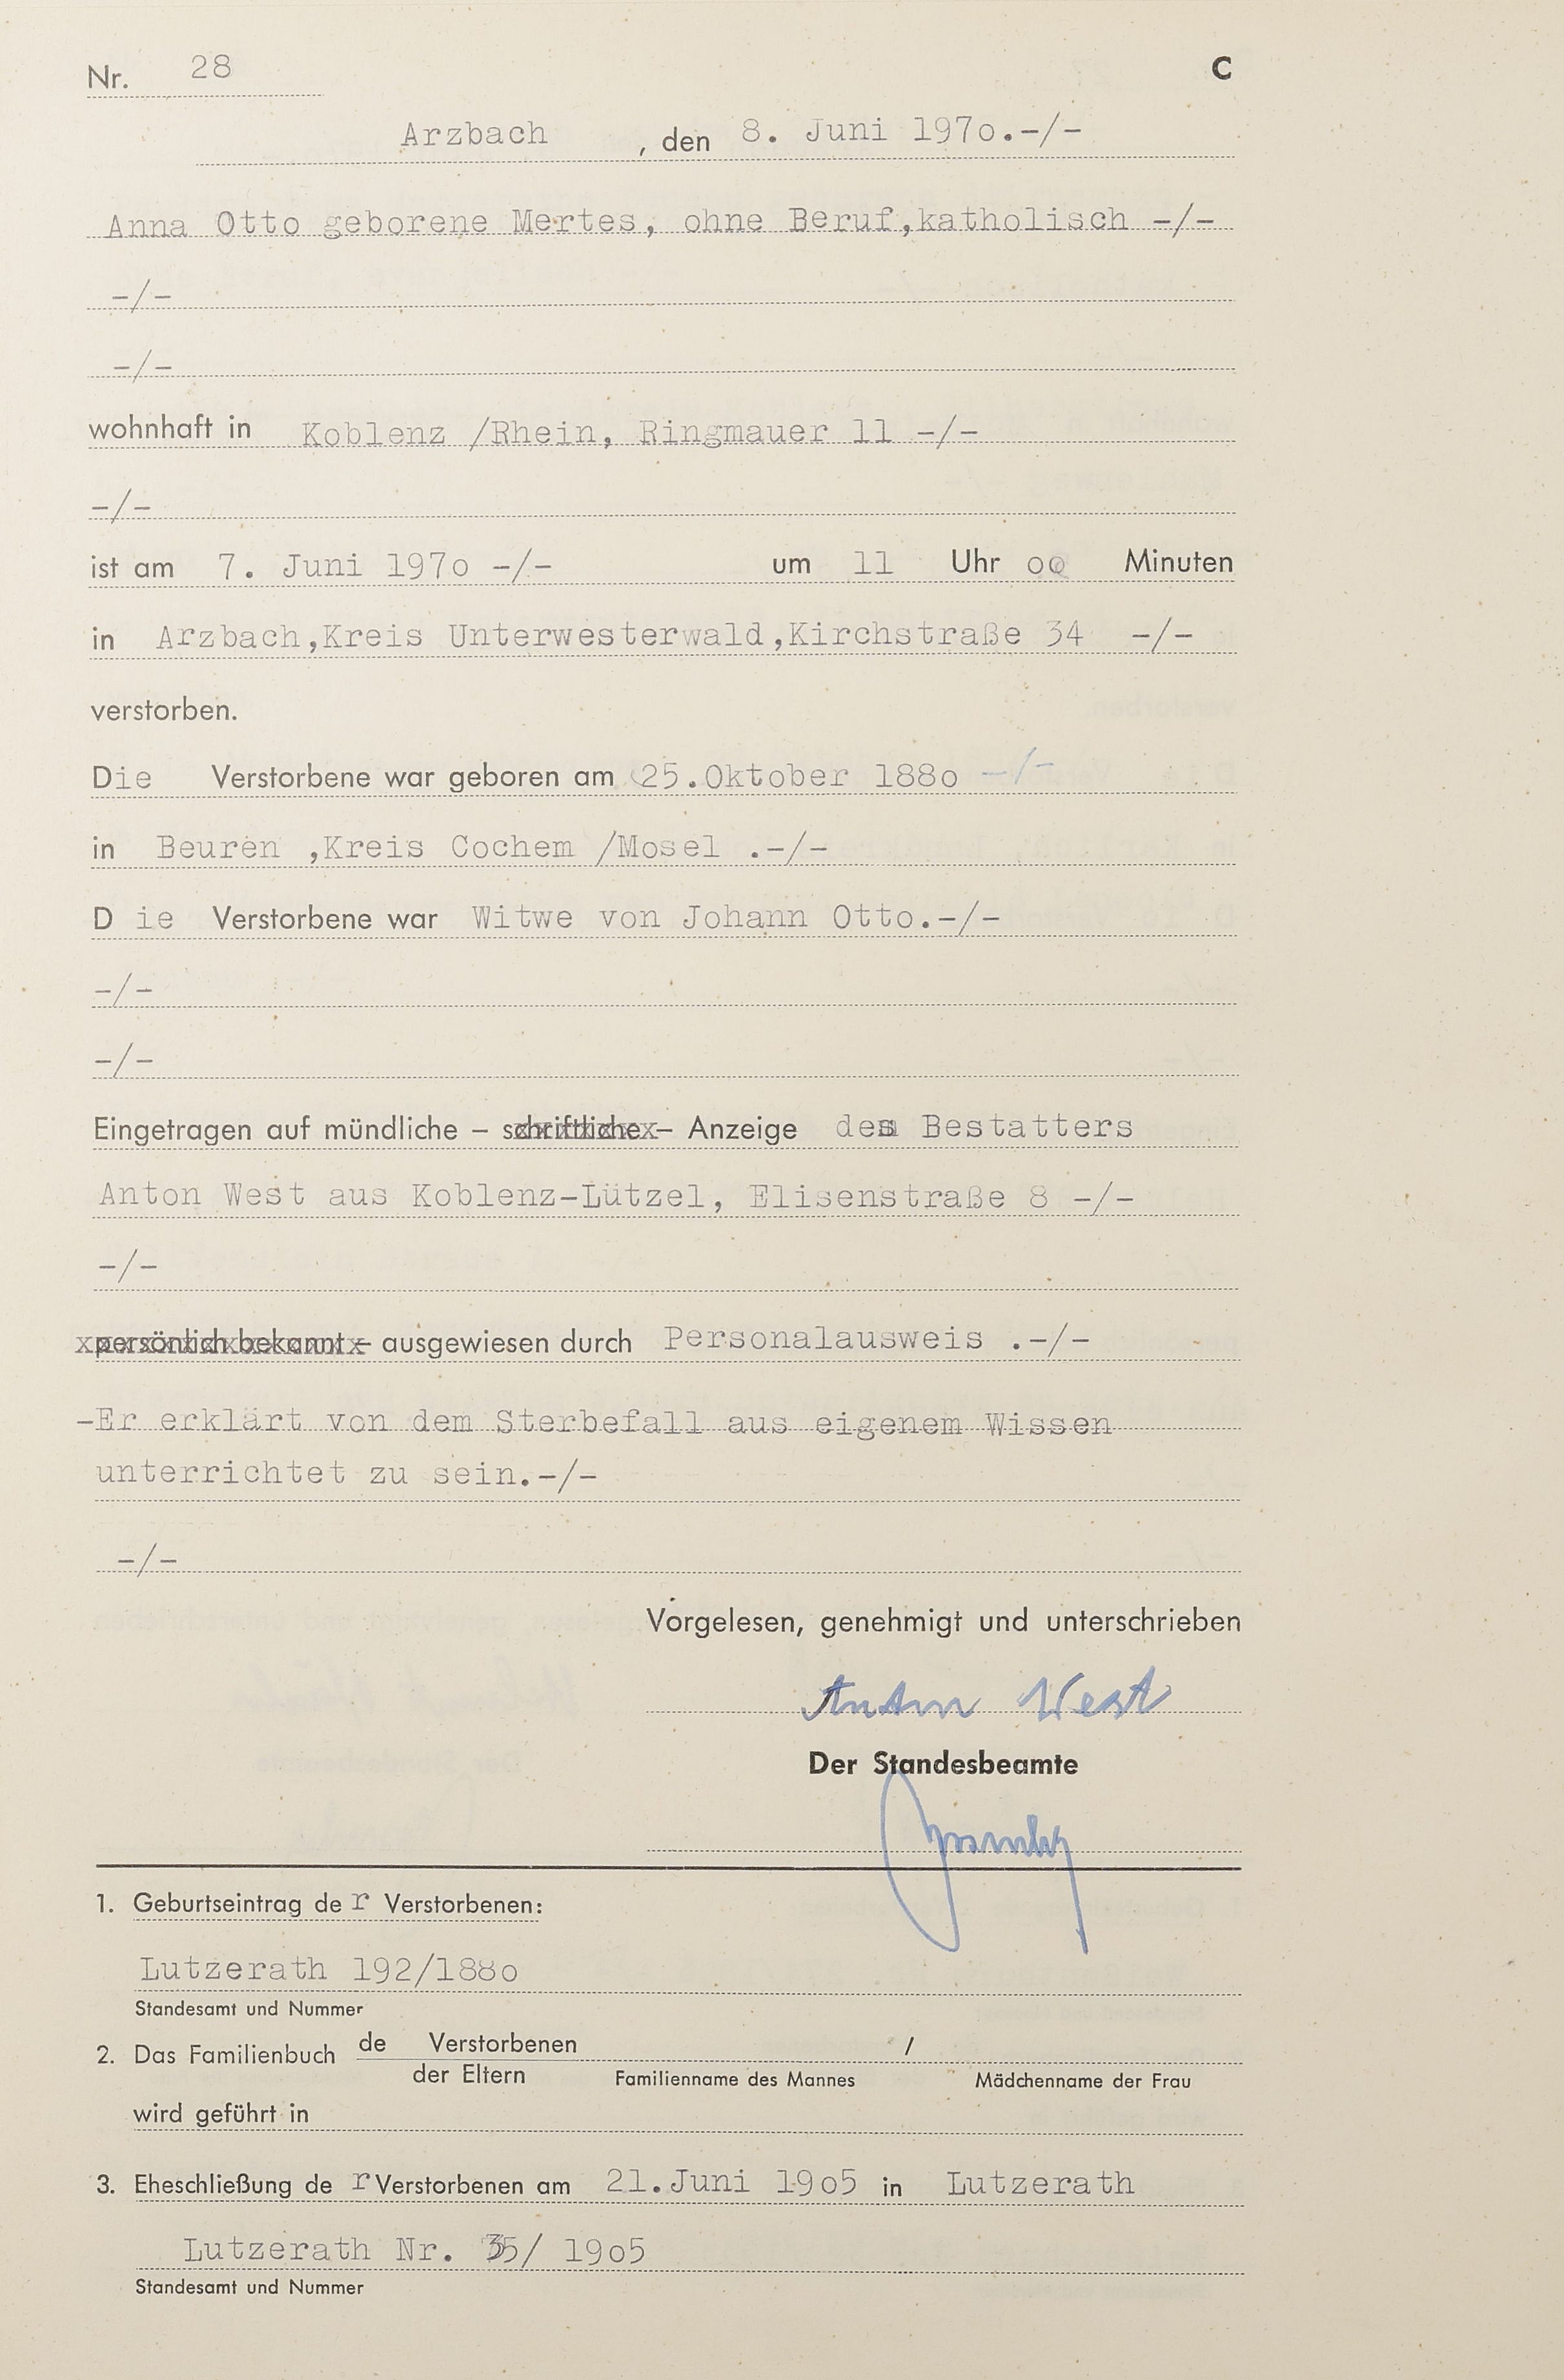 Nr. 28
C
Arzbach , den 8. Juni 197o.-/-
Anna Otto geborene Mertes, ohne Beruf,katholisch -/-
-/-
-/-
wohnhaft in Koblenz /Rhein, Ringmauer 11 -/-
-/-
ist am 7. Juni 197o -/- um 11 Uhr oo Minuten
in Arzbach,Kreis Unterwesterwald,Kirchstraße 34 -/-
verstorben.
Die Verstorbene war geboren am 25.Oktober 188o -/-
in Beuren ,Kreis Cochem /Mosel .-/-
D ie Verstorbene war Witwe von Johann Otto.-/-
-/-
-/-
Eingetragen auf mündliche – schriftliche – Anzeige des Bestatters
Anton West aus Koblenz-Lützel, Elisenstraße 8 -/-
-/-
persönlich bekannt – ausgewiesen durch Personalausweis .-/-
-Er erklärt von dem Sterbefall aus eigenem Wissen
unterrichtet zu sein.-/-
-/-
Vorgelesen, genehmigt und unterschrieben
Anton West
Der Standesbeamte
1. Geburtseintrag de r Verstorbenen:
Lutzerath 192/188o
Standesamt und Nummer
2. Das Familienbuch de Verstorbenen /
der Eltern Familienname des Mannes Mädchenname der Frau
wird geführt in
3. Eheschließung de r Verstorbenen am 21.Juni 19o5 in Lutzerath
Lutzerath Nr. 35/ 19o5
Standesamt und Nummer